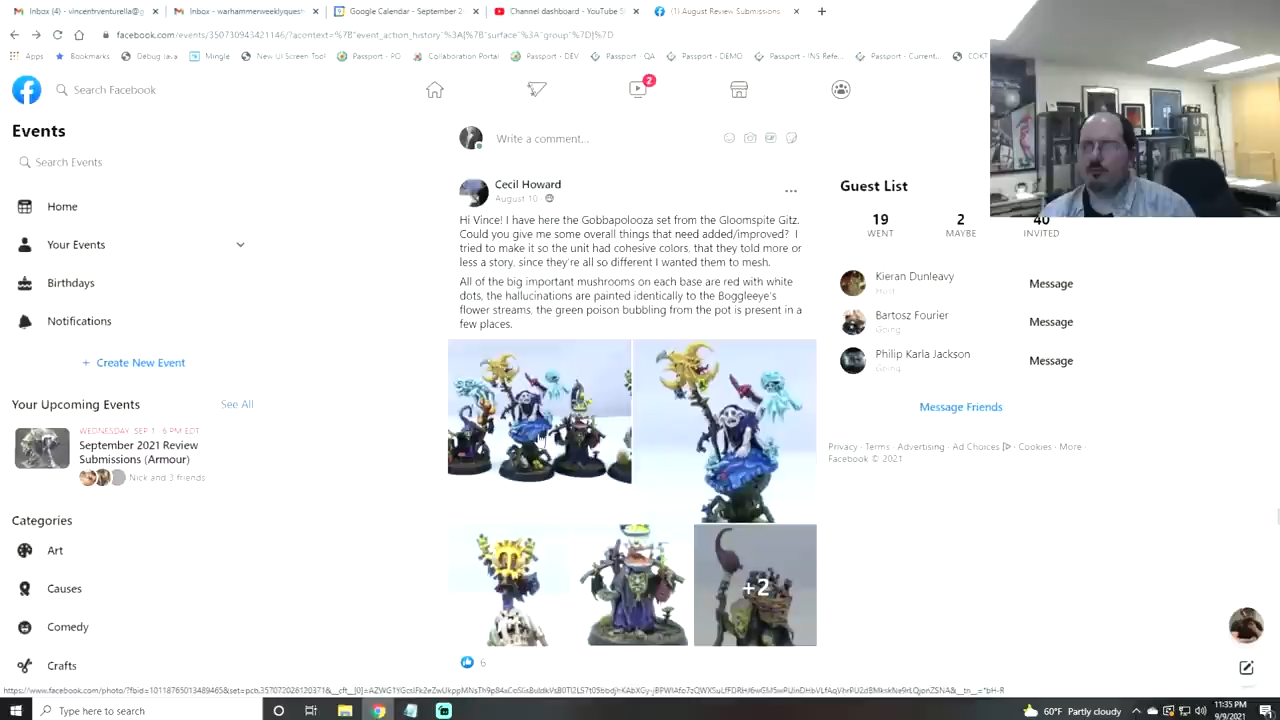 Inbox (4) - vincentrventurella@g
Inbox - warhammerweeklyquest
Google Calendar - September 2
Channel dashboard - YouTube S
(1) August Review Submissions
facebook.com/events/350730943421146/?acontext=%7B"event_action_history"%3A[%7B"surface"%3A"group"%7D]%7D
Apps
Bookmarks
Debug Java
Mingle
New UI Screen Tool
Passport - PO
Collaboration Portal
Passport - DEV
Passport - QA
Passport - DEMO
Passport - INS Refe...
Passport - Current...
Search Facebook
2
Events
Search Events
Home
Your Events
Birthdays
Notifications
+ Create New Event
Your Upcoming Events
See All
WEDNESDAY, SEP 1, 6 PM EDT
September 2021 Review
Submissions (Armour)
Nick and 3 friends
Categories
Art
Causes
Comedy
Crafts
Write a comment...
Cecil Howard
August 10
Hi Vince! I have here the Gobbapolooza set from the Gloomspite Gitz.
Could you give me some overall things that need added/improved? I
tried to make it so the unit had cohesive colors, that they told more or
less a story, since they're all so different I wanted them to mesh.
All of the big important mushrooms on each base are red with white
dots, the hallucinations are painted identically to the Boggleeye's
flower streams, the green poison bubbling from the pot is present in a
few places.
+2
6
Guest List
19
WENT
2
MAYBE
40
INVITED
Kieran Dunleavy
Message
Bartosz Fourier
Going
Message
Philip Karla Jackson
Going
Message
Message Friends
Privacy · Terms · Advertising · Ad Choices · Cookies · More ·
Facebook © 2021
Type here to search
60°F Partly cloudy
11:35 PM
9/9/2021